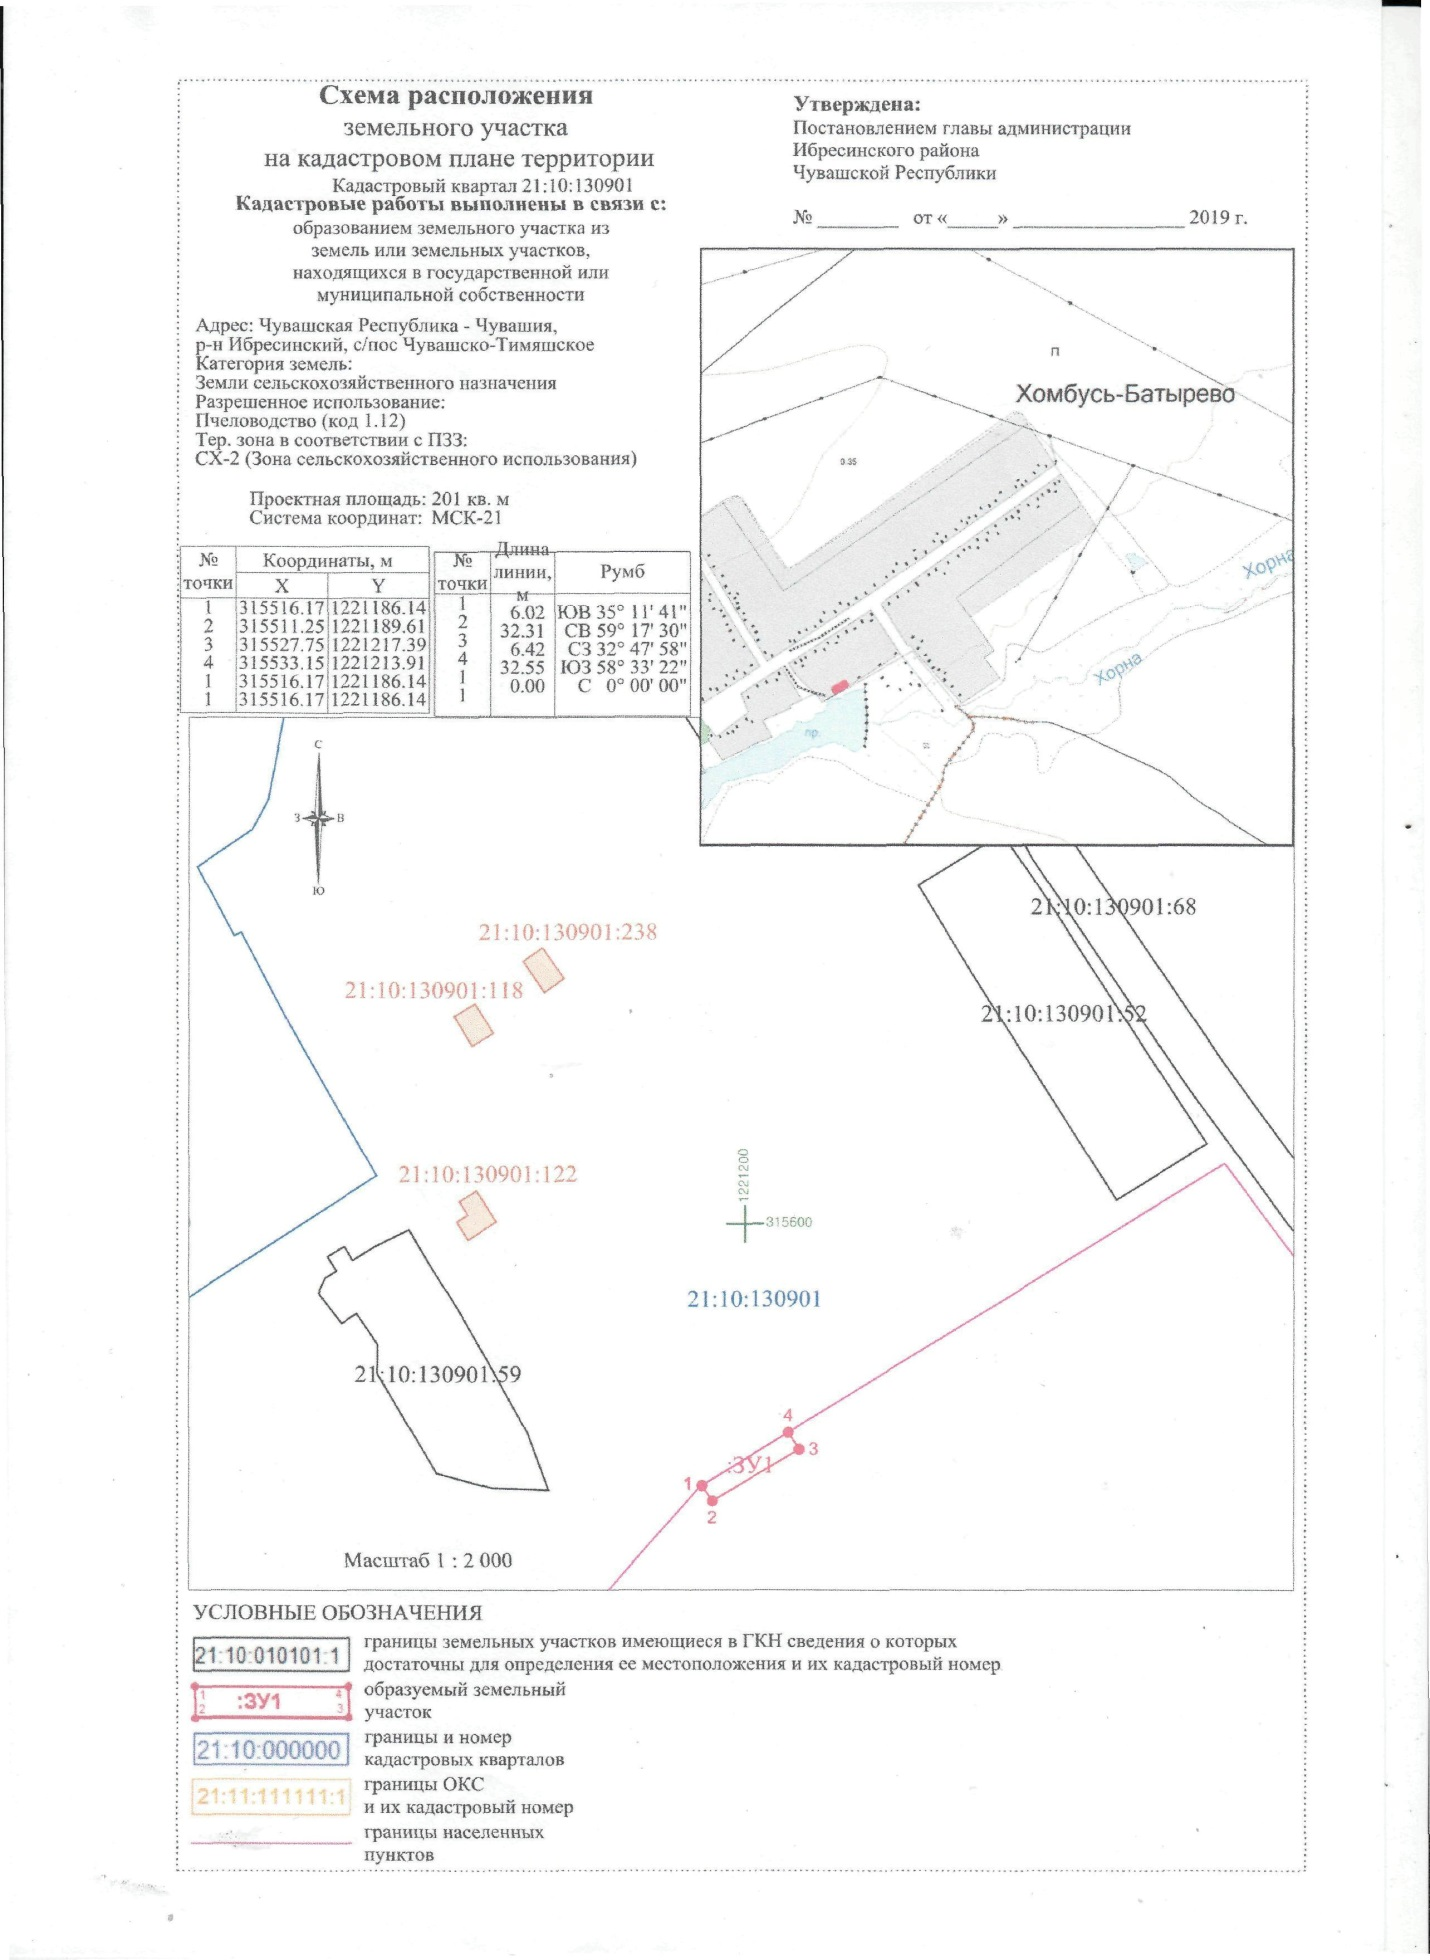 Схема расположения
земельного участка
на кадастровом плане территории
Кадастровый квартал 21:10:130901
Кадастровые работы выполнены в связи с:
образованием земельного участка из
земель или земельных участков,
находящихся в государственной или
муниципальной собственности
Утверждена:
Постановлением главы администрации
Ибресинского района
Чувашской Республики
№ ________ от «_____» _________________ 2019 г.
Адрес: Чувашская Республика - Чувашия,
р-н Ибресинский, с/пос Чувашско-Тимяшское
Категория земель:
Земли сельскохозяйственного назначения
Разрешенное использование:
Пчеловодство (код 1.12)
Тер. зона в соответствии с ПЗЗ:
СХ-2 (Зона сельскохозяйственного использования)
Проектная площадь: 201 кв. м
Система координат: МСК-21
№ точки Координаты, м
X Y
1 315516.17 1221186.14
2 315511.25 1221189.61
3 315527.75 1221217.39
4 315533.15 1221213.91
1 315516.17 1221186.14
1 315516.17 1221186.14
№ точки Длина линии, м Румб
1
6.02 ЮВ 35° 11' 41"
2
32.31 СВ 59° 17' 30"
3
6.42 СЗ 32° 47' 58"
4
32.55 ЮЗ 58° 33' 22"
1
0.00 С 0° 00' 00"
1
П
Хомбусь-Батырево
0.35
Хорна
Хорна
пр.
С
З В
Ю
21:10:130901:238
21:10:130901:118
21:10:130901:68
21:10:130901:52
21:10:130901:122
1221200
315600
21:10:130901
21:10:130901:59
4
3
:ЗУ1
1
2
Масштаб 1 : 2 000
УСЛОВНЫЕ ОБОЗНАЧЕНИЯ
21:10:010101:1
границы земельных участков имеющиеся в ГКН сведения о которых
достаточны для определения ее местоположения и их кадастровый номер
1 4
:ЗУ1
2 3
образуемый земельный
участок
21:10:000000
границы и номер
кадастровых кварталов
21:11:111111:1
границы ОКС
и их кадастровый номер
границы населенных
пунктов